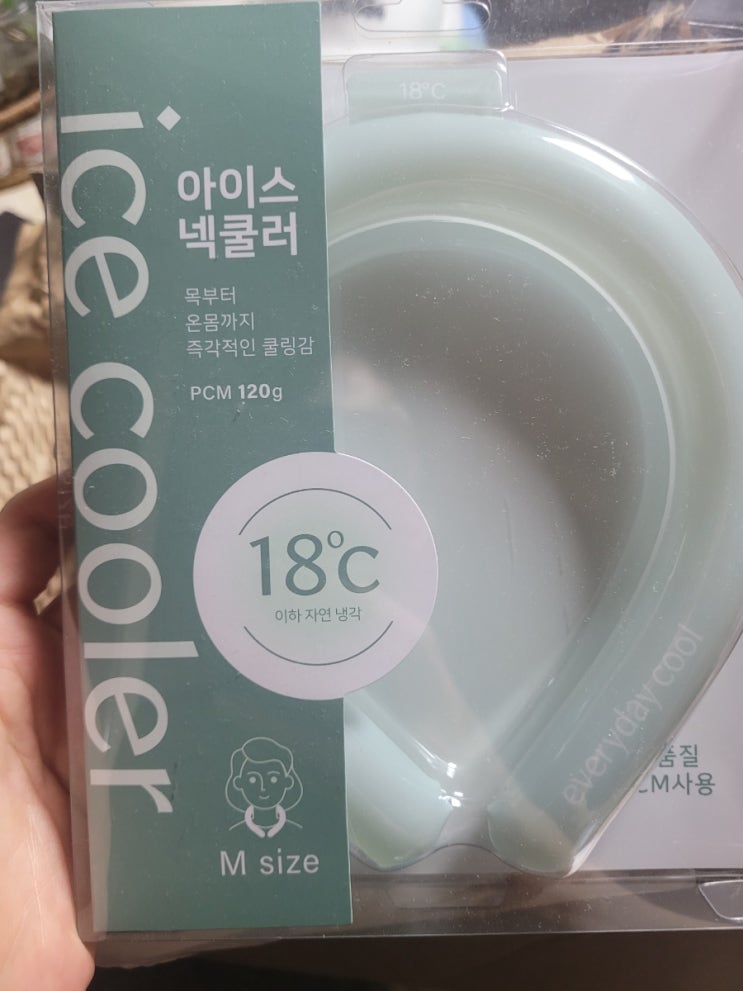 ice cooler
아이스
넥쿨러
목부터
온몸까지
즉각적인 쿨링감
PCM 120g
18°C
18°C
이하 자연 냉각
M size
everyday cool
품질
CM사용